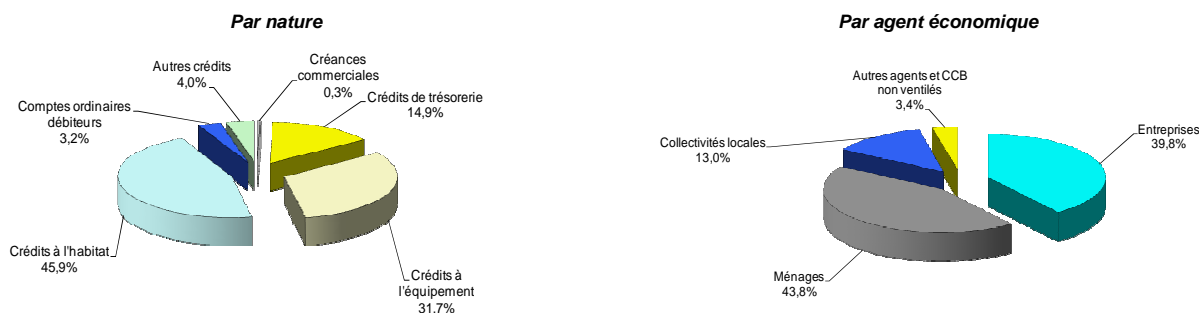 Par nature
Créances
commerciales
0,3%
Autres crédits
4,0%
Crédits de trésorerie
14,9%
Comptes ordinaires
débiteurs
3,2%
Crédits à l'habitat
45,9%
Crédits à
l'équipement
31,7%
Par agent économique
Autres agents et CCB
non ventilés
3,4%
Entreprises
39,8%
Collectivités locales
13,0%
Ménages
43,8%